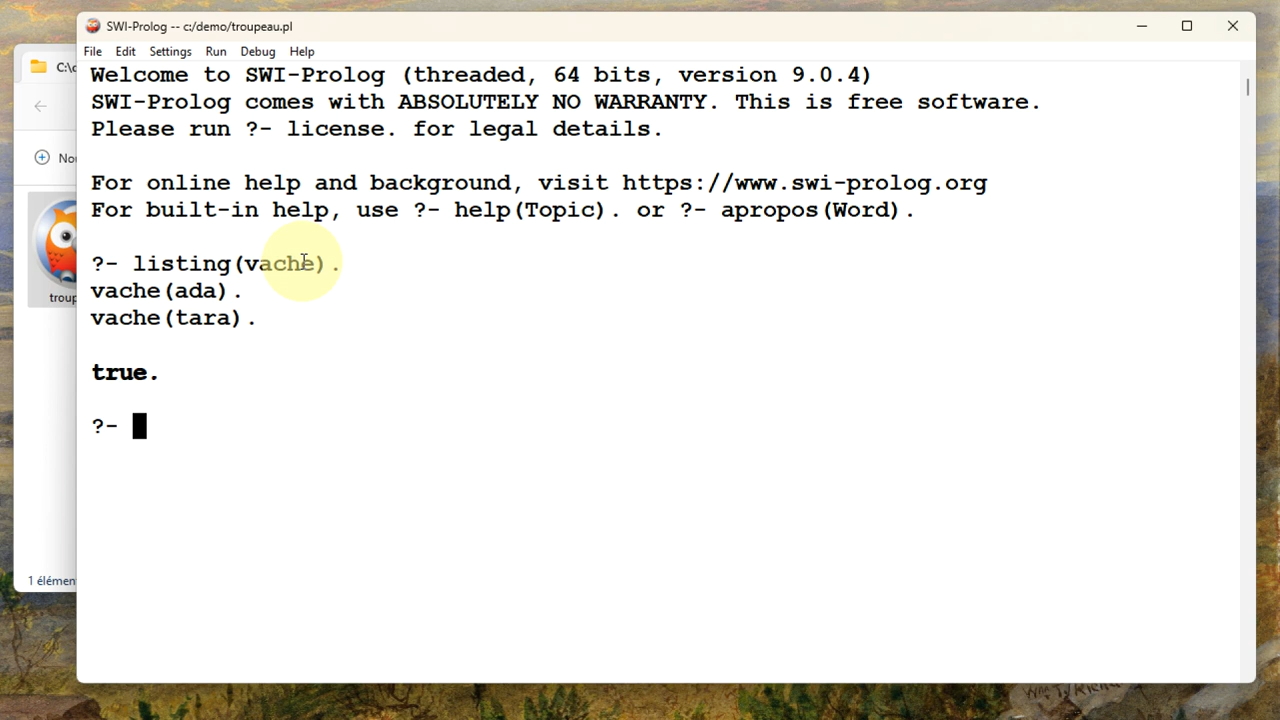 SWI-Prolog -- c:/demo/troupeau.pl
File Edit Settings Run Debug Help
Welcome to SWI-Prolog (threaded, 64 bits, version 9.0.4)
SWI-Prolog comes with ABSOLUTELY NO WARRANTY. This is free software.
Please run ?- license. for legal details.
For online help and background, visit https://www.swi-prolog.org
For built-in help, use ?- help(Topic). or ?- apropos(Word).
?- listing(vache).
vache(ada).
vache(tara).
true.
?-
C:\d
Nou
troup
1 élémen